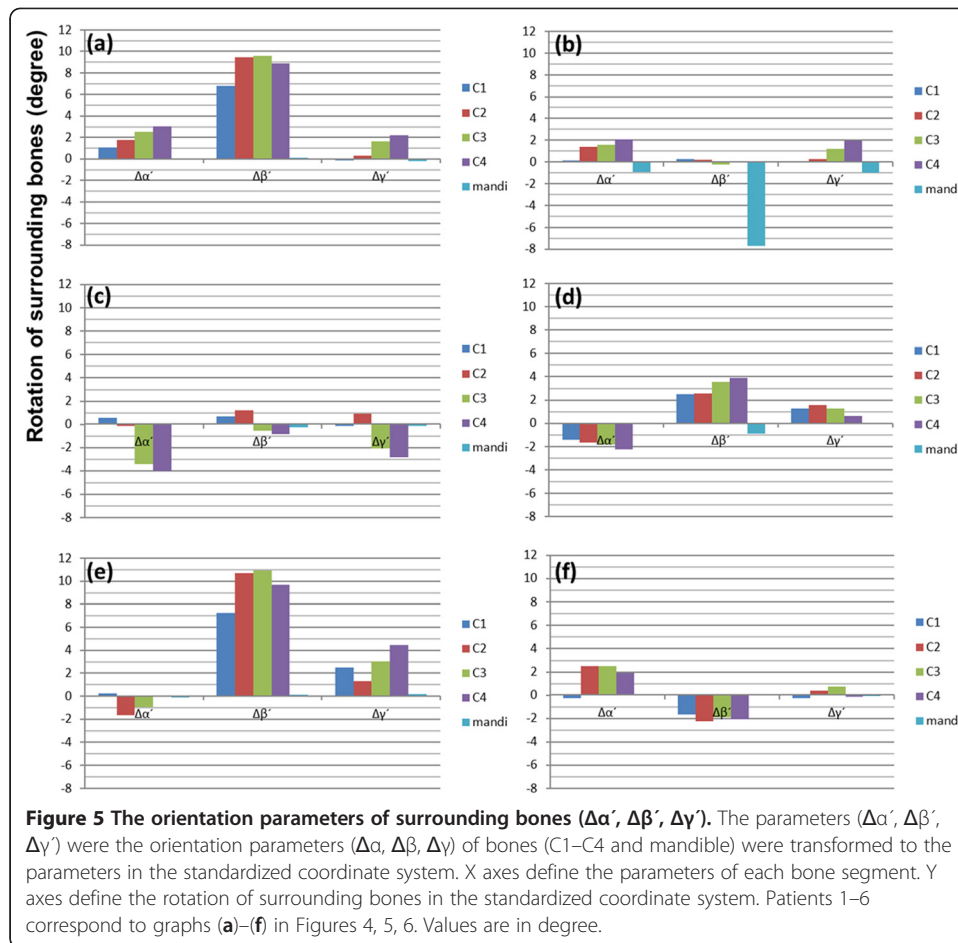 Rotation of surrounding bones (degree)
(a)
12
10
8
6
4
2
0
-2
-4
-6
-8
Δα´ Δβ´ Δγ´
C1
C2
C3
C4
mandi
(b)
12
10
8
6
4
2
0
-2
-4
-6
-8
Δα´ Δβ´ Δγ´
C1
C2
C3
C4
mandi
(c)
12
10
8
6
4
2
0
-2
-4
-6
-8
Δα´ Δβ´ Δγ´
C1
C2
C3
C4
mandi
(d)
12
10
8
6
4
2
0
-2
-4
-6
-8
Δα´ Δβ´ Δγ´
C1
C2
C3
C4
mandi
(e)
12
10
8
6
4
2
0
-2
-4
-6
-8
Δα´ Δβ´ Δγ´
C1
C2
C3
C4
mandi
(f)
12
10
8
6
4
2
0
-2
-4
-6
-8
Δα´ Δβ´ Δγ´
C1
C2
C3
C4
mandi
Figure 5 The orientation parameters of surrounding bones (Δα´, Δβ´, Δγ´). The parameters (Δα´, Δβ´,
Δγ´) were the orientation parameters (Δα, Δβ, Δγ) of bones (C1–C4 and mandible) were transformed to the
parameters in the standardized coordinate system. X axes define the parameters of each bone segment. Y
axes define the rotation of surrounding bones in the standardized coordinate system. Patients 1–6
correspond to graphs (a)–(f) in Figures 4, 5, 6. Values are in degree.